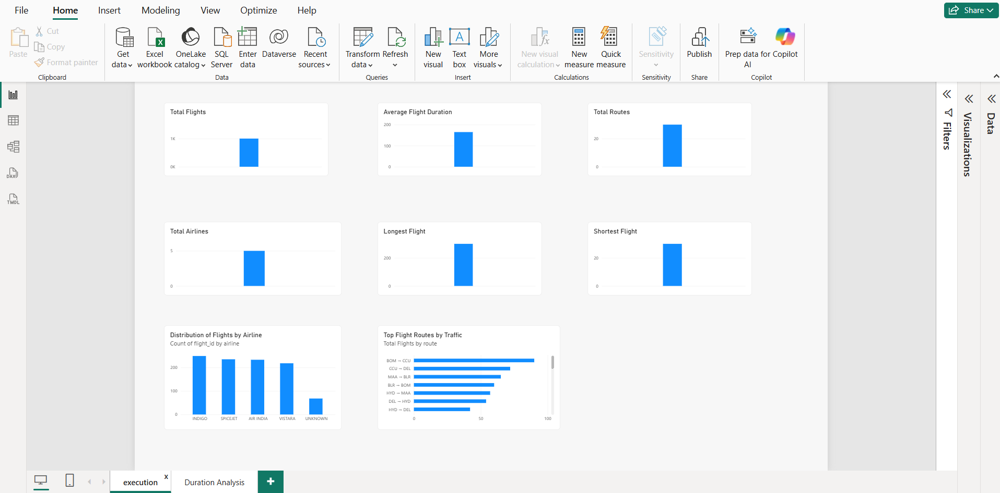 File Home Insert Modeling View Optimize Help Share
Paste Cut
Copy
Format painter
Clipboard
Get data
Excel workbook
OneLake catalog
SQL Server
Enter data
Dataverse
Recent sources
Data
Transform data
Refresh
Queries
New visual
Text box
More visuals
Insert
New visual calculation
New measure
Quick measure
Calculations
Sensitivity
Sensitivity
Publish
Share
Prep data for AI
Copilot
Copilot
DAX
TMDL
Total Flights
1K
0K
Average Flight Duration
200
100
0
Total Routes
20
0
Total Airlines
5
0
Longest Flight
200
0
Shortest Flight
20
0
Distribution of Flights by Airline
Count of flight_id by airline
200
100
0
INDIGO SPICEJET AIR INDIA VISTARA UNKNOWN
Top Flight Routes by Traffic
Total Flights by route
BOM → CCU
CCU → DEL
MAA → BLR
BLR → BOM
HYD → MAA
DEL → HYD
HYD → DEL
0 50 100
Filters
Visualizations
Data
execution x
Duration Analysis
+